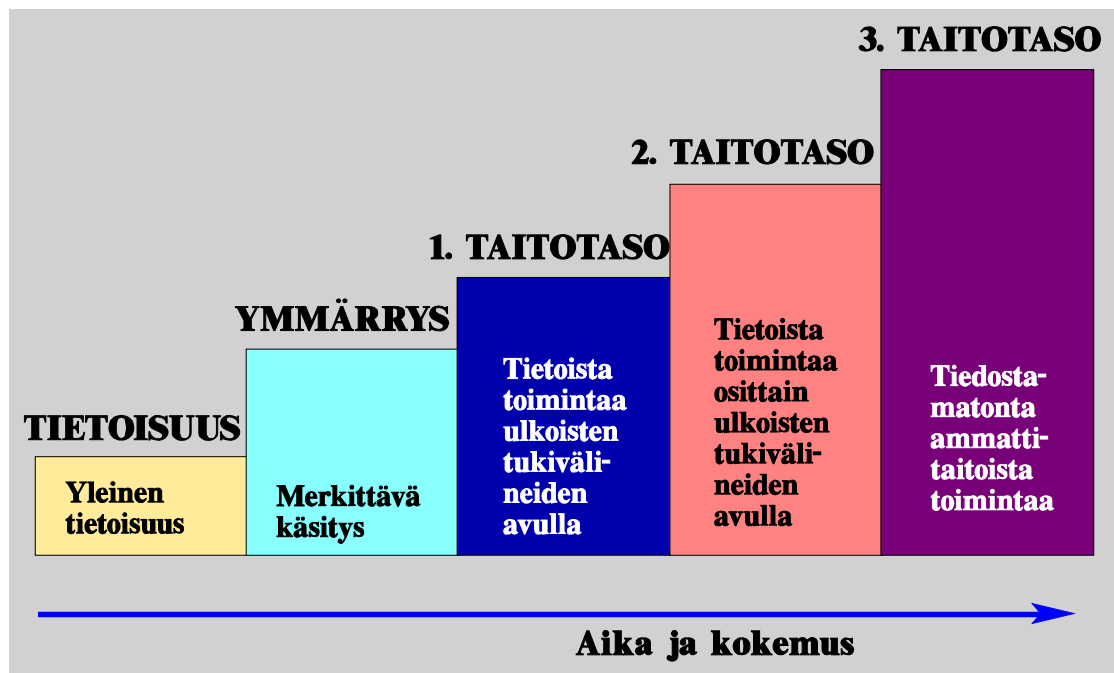 3. TAITOTASO
2. TAITOTASO
1. TAITOTASO
YMMÄRRYS
TIETOISUUS
Yleinen
tietoisuus
Merkittävä
käsitys
Tietoista
toimintaa
ulkoisten
tukiväli-
neiden
avulla
Tietoista
toimintaa
osittain
ulkoisten
tukiväli-
neiden
avulla
Tiedosta-
matonta
ammatti-
taitoista
toimintaa
Aika ja kokemus